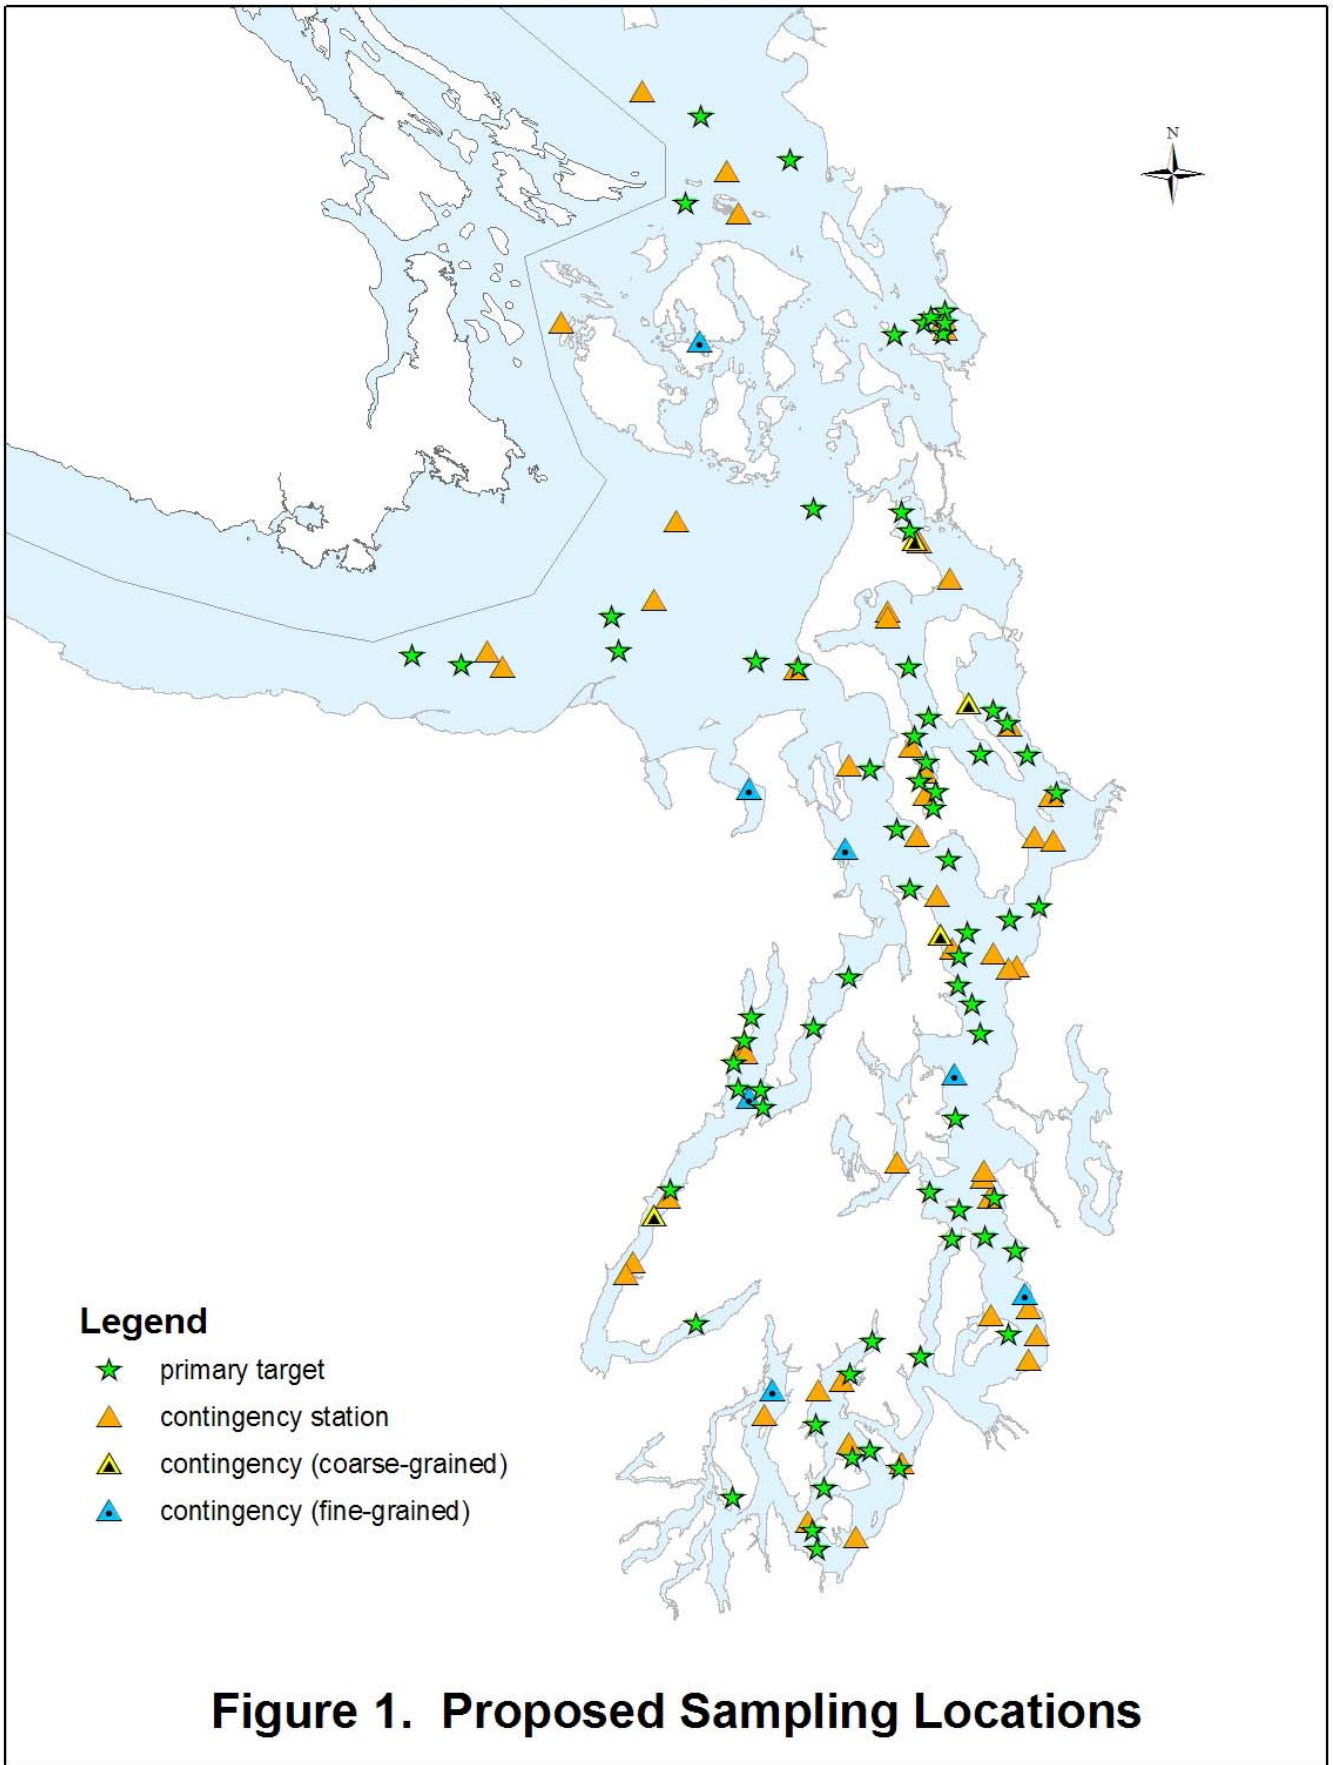 N
Legend
primary target
contingency station
contingency (coarse-grained)
contingency (fine-grained)
Figure 1. Proposed Sampling Locations